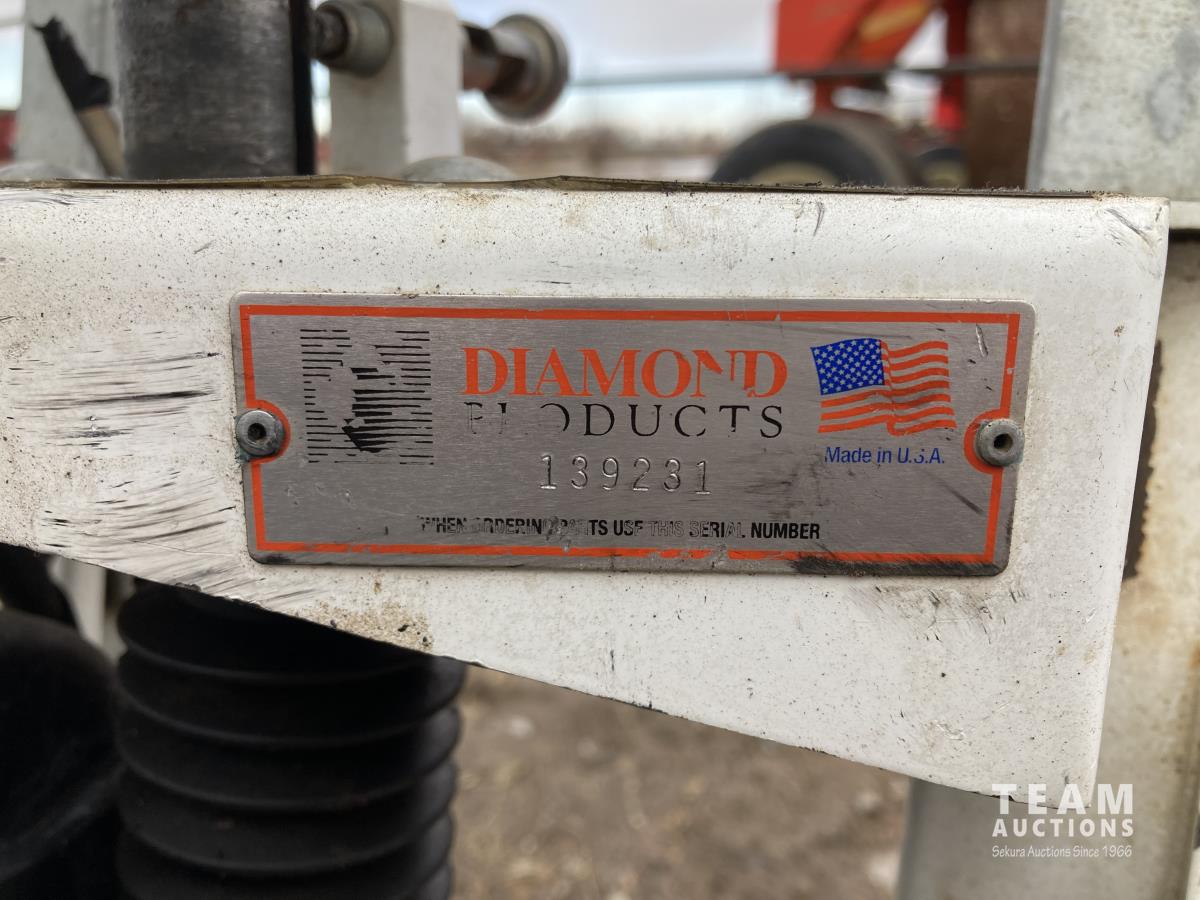 DIAMOND
PRODUCTS
Made in U.S.A.
139231
WHEN ORDERING PARTS USE THIS SERIAL NUMBER
TEAM
AUCTIONS
Sekura Auctions Since 1966